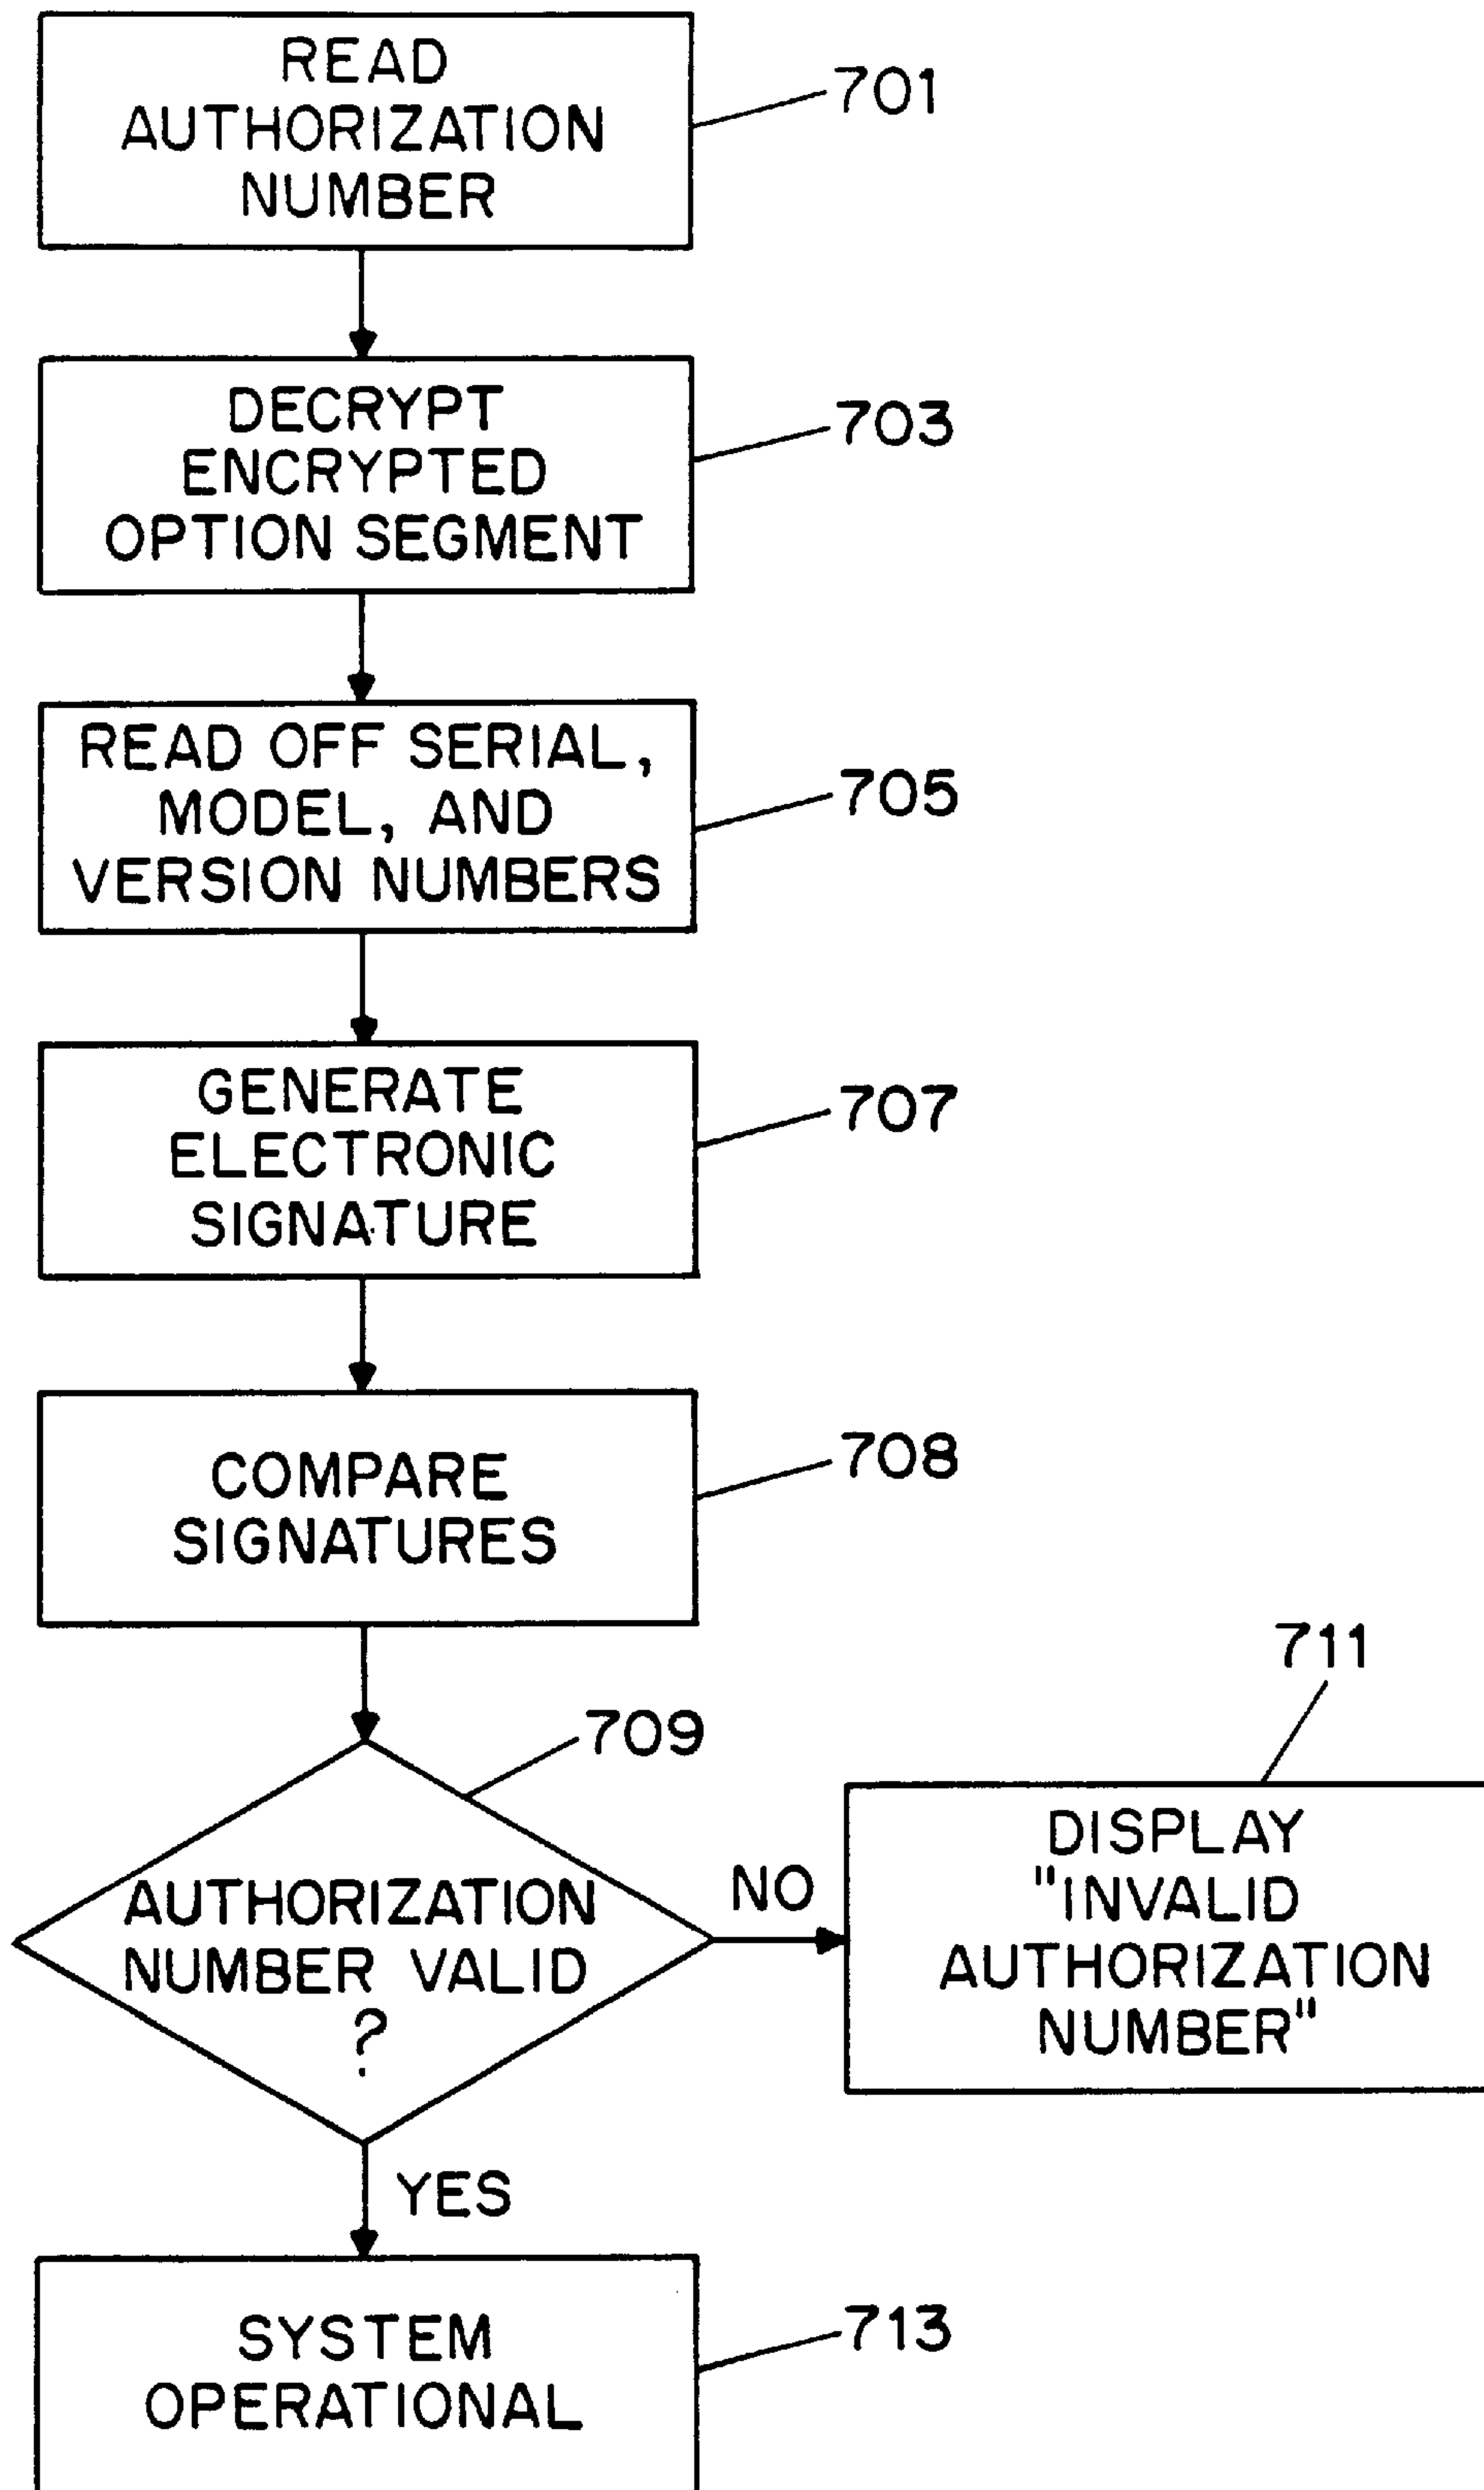 READ
AUTHORIZATION
NUMBER
701
DECRYPT
ENCRYPTED
OPTION SEGMENT
703
READ OFF SERIAL,
MODEL, AND
VERSION NUMBERS
705
GENERATE
ELECTRONIC
SIGNATURE
707
COMPARE
SIGNATURES
708
709
AUTHORIZATION
NUMBER VALID
?
NO
711
DISPLAY
"INVALID
AUTHORIZATION
NUMBER"
YES
SYSTEM
OPERATIONAL
713